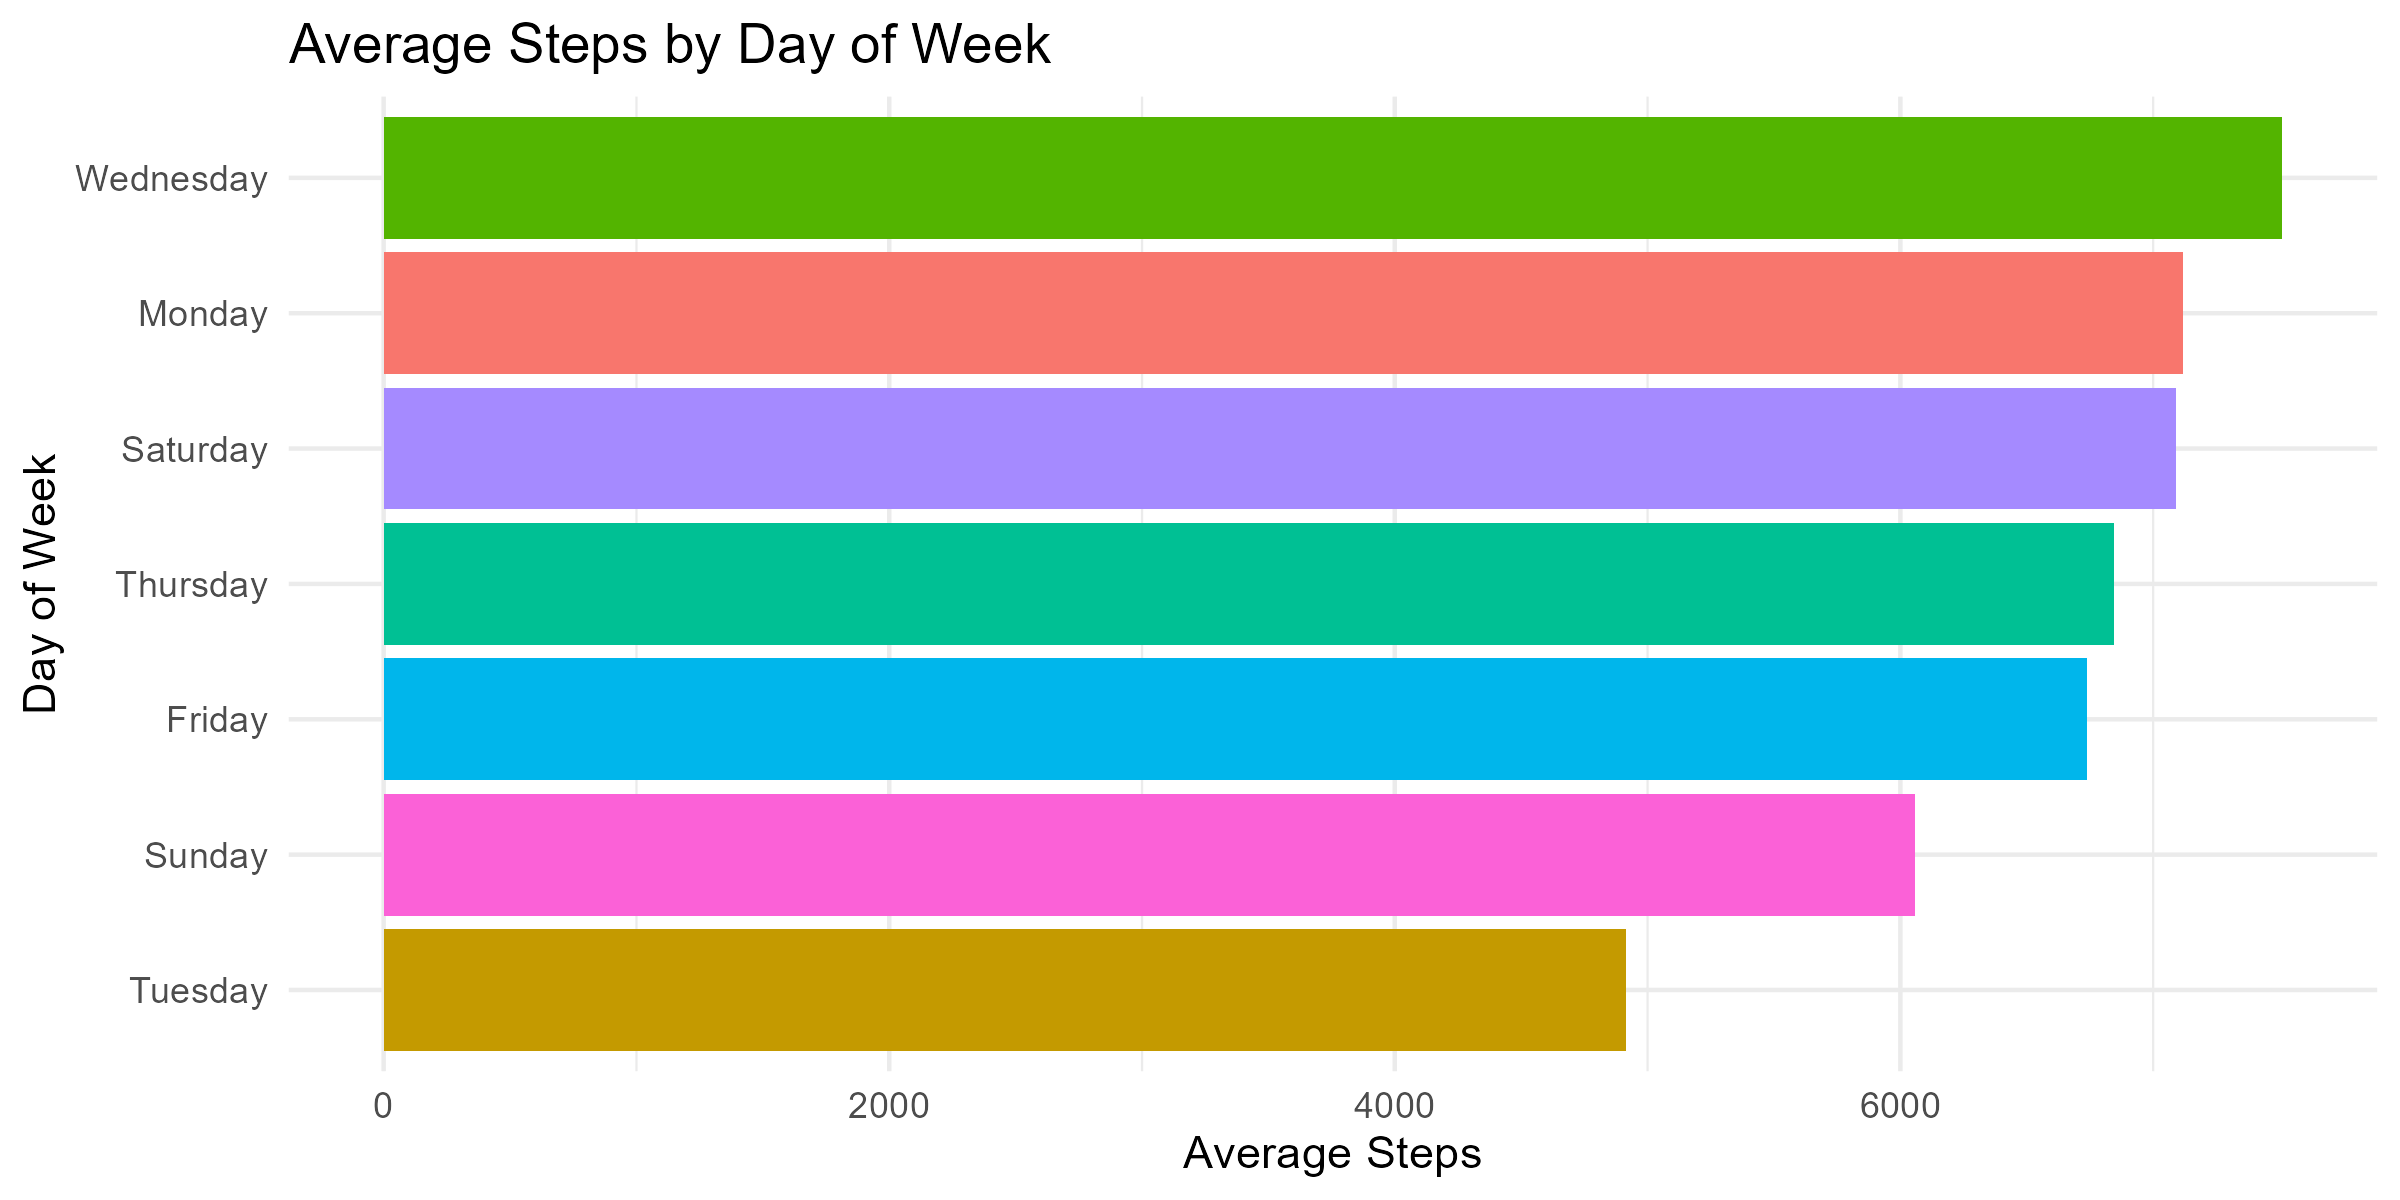 Average Steps by Day of Week
Day of Week
Wednesday
Monday
Saturday
Thursday
Friday
Sunday
Tuesday
0 2000 4000 6000
Average Steps